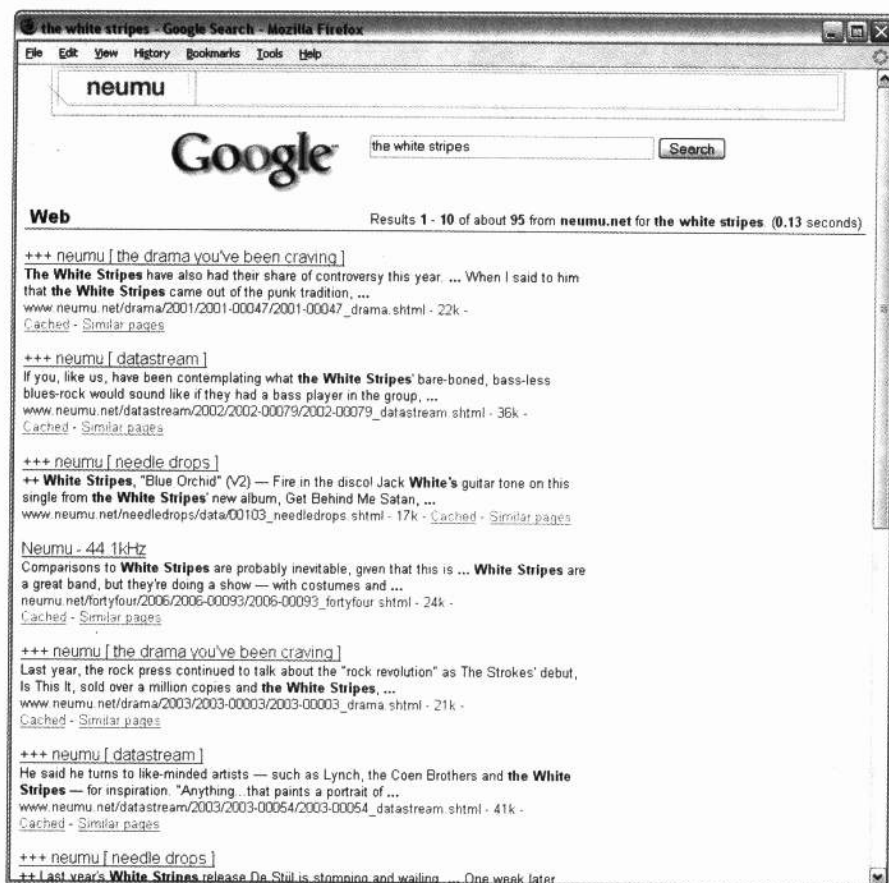 the white stripes - Google Search - Mozilla Firefox
File Edit View History Bookmarks Tools Help
neumu
Google™ the white stripes Search
Web Results 1 - 10 of about 95 from neumu.net for the white stripes. (0.13 seconds)
+++ neumu [ the drama you've been craving ]
The White Stripes have also had their share of controversy this year. ... When I said to him
that the White Stripes came out of the punk tradition, ...
www.neumu.net/drama/2001/2001-00047/2001-00047_drama.shtml - 22k -
Cached - Similar pages
+++ neumu [ datastream ]
If you, like us, have been contemplating what the White Stripes' bare-boned, bass-less
blues-rock would sound like if they had a bass player in the group, ...
www.neumu.net/datastream/2002/2002-00079/2002-00079_datastream.shtml - 36k -
Cached - Similar pages
+++ neumu [ needle drops ]
++ White Stripes, "Blue Orchid" (V2) — Fire in the disco! Jack White's guitar tone on this
single from the White Stripes' new album, Get Behind Me Satan, ...
www.neumu.net/needledrops/data/00103_needledrops.shtml - 17k - Cached - Similar pages
Neumu - 44.1kHz
Comparisons to White Stripes are probably inevitable, given that this is ... White Stripes are
a great band, but they're doing a show — with costumes and ...
neumu.net/fortyfour/2006/2006-00093/2006-00093_fortyfour.shtml - 24k -
Cached - Similar pages
+++ neumu [ the drama you've been craving ]
Last year, the rock press continued to talk about the "rock revolution" as The Strokes' debut,
Is This It, sold over a million copies and the White Stripes, ...
www.neumu.net/drama/2003/2003-00003/2003-00003_drama.shtml - 21k -
Cached - Similar pages
+++ neumu [ datastream ]
He said he turns to like-minded artists — such as Lynch, the Coen Brothers and the White
Stripes — for inspiration. "Anything...that paints a portrait of ...
www.neumu.net/datastream/2003/2003-00054/2003-00054_datastream.shtml - 41k -
Cached - Similar pages
+++ neumu [ needle drops ]
++ Last year's White Stripes release De Stijl is stomping and wailing. ... One week later